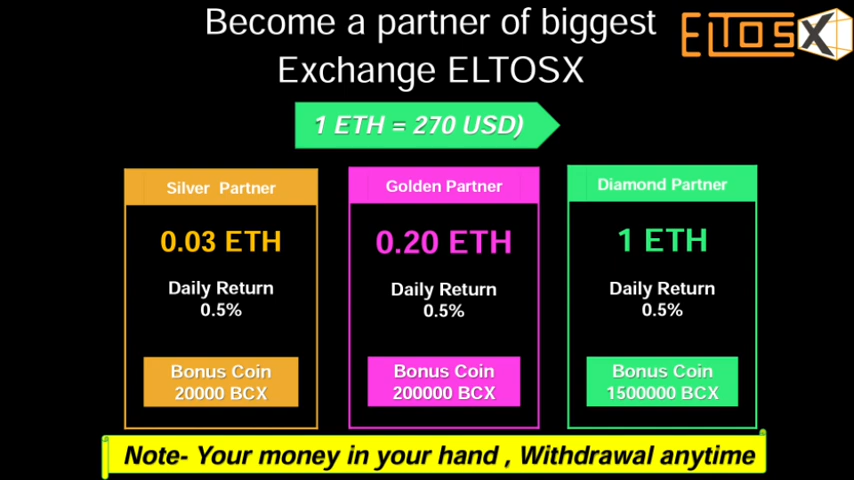 Become a partner of biggest
Exchange ELTOSX
ELTOSX
1 ETH = 270 USD)
Silver Partner
0.03 ETH
Daily Return
0.5%
Bonus Coin
20000 BCX
Golden Partner
0.20 ETH
Daily Return
0.5%
Bonus Coin
200000 BCX
Diamond Partner
1 ETH
Daily Return
0.5%
Bonus Coin
1500000 BCX
Note- Your money in your hand , Withdrawal anytime